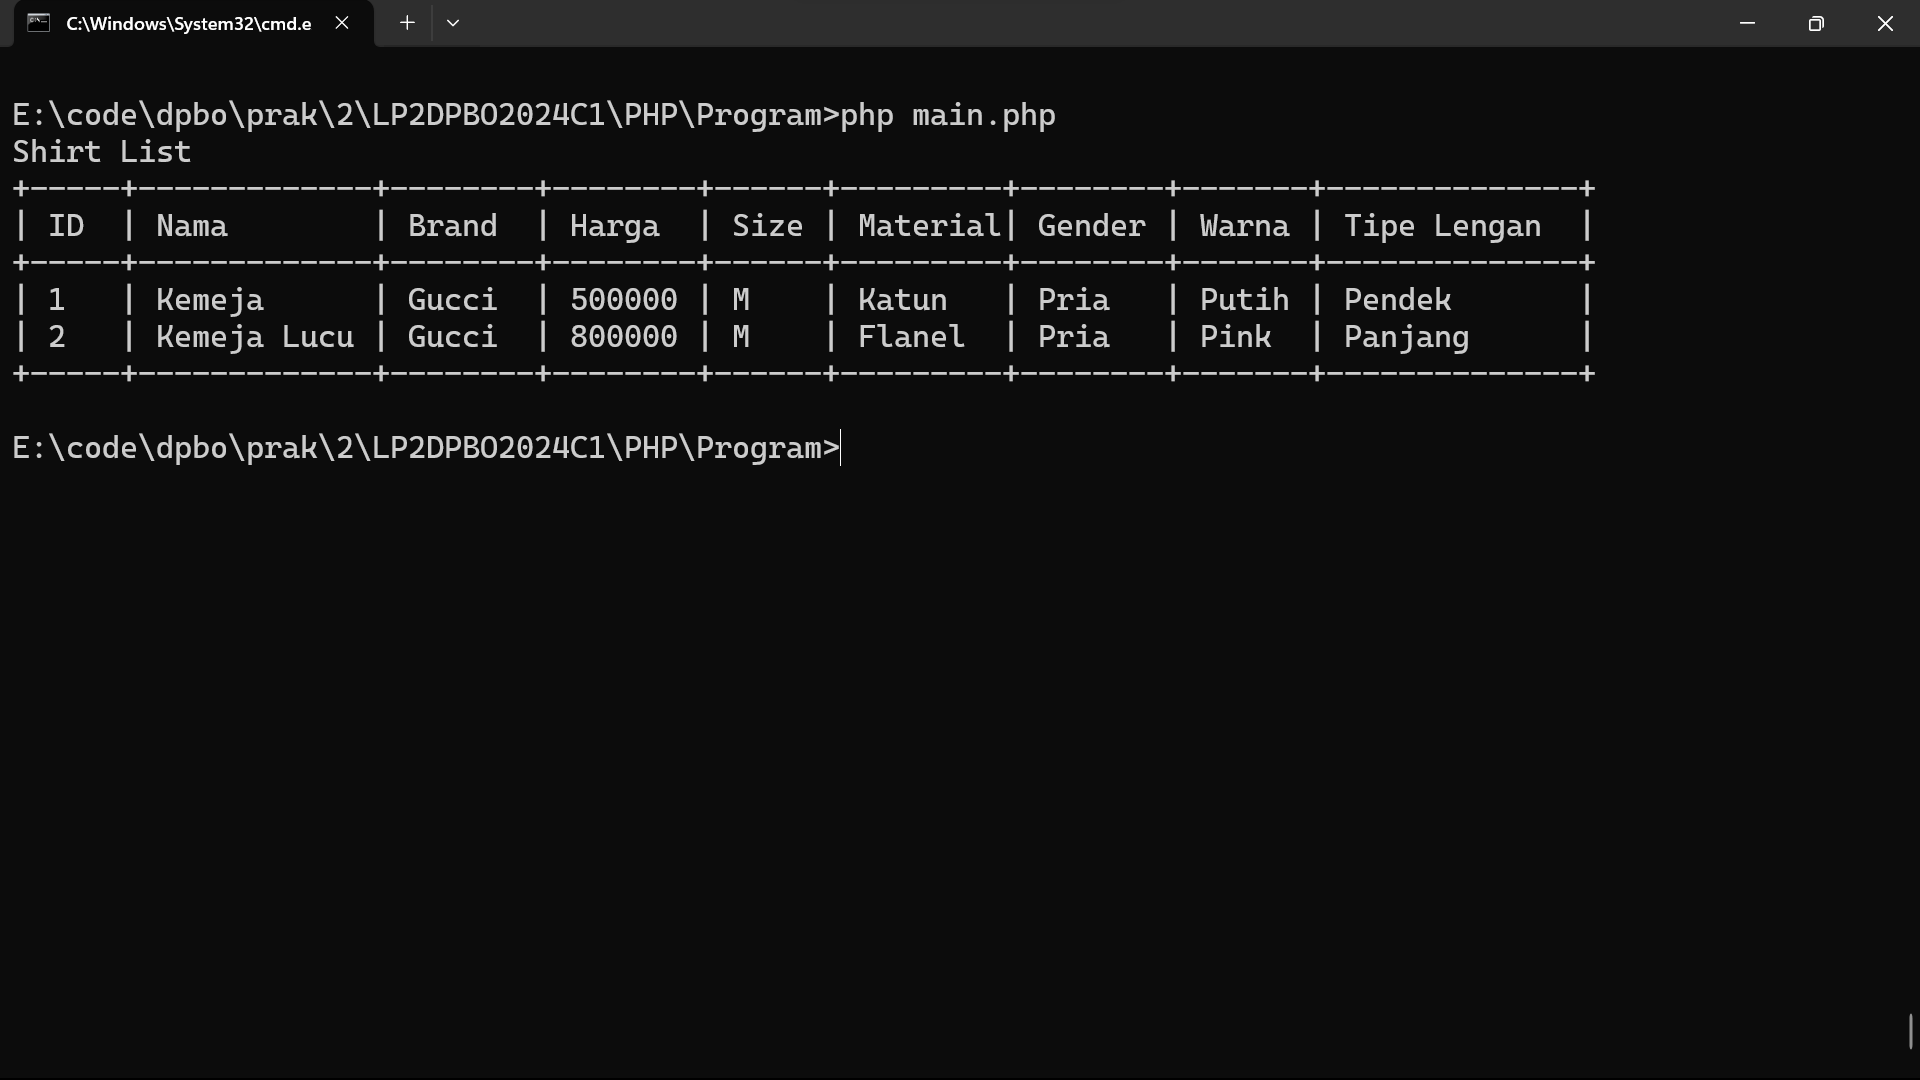 C:\Windows\System32\cmd.e
E:\code\dpbo\prak\2\LP2DPBO2024C1\PHP\Program>php main.php
Shirt List
+-----+-------------+--------+--------+------+---------+--------+-------+--------------+
| ID  | Nama        | Brand  | Harga  | Size | Material| Gender | Warna | Tipe Lengan  |
+-----+-------------+--------+--------+------+---------+--------+-------+--------------+
| 1   | Kemeja      | Gucci  | 500000 | M    | Katun   | Pria   | Putih | Pendek       |
| 2   | Kemeja Lucu | Gucci  | 800000 | M    | Flanel  | Pria   | Pink  | Panjang      |
+-----+-------------+--------+--------+------+---------+--------+-------+--------------+
E:\code\dpbo\prak\2\LP2DPBO2024C1\PHP\Program>